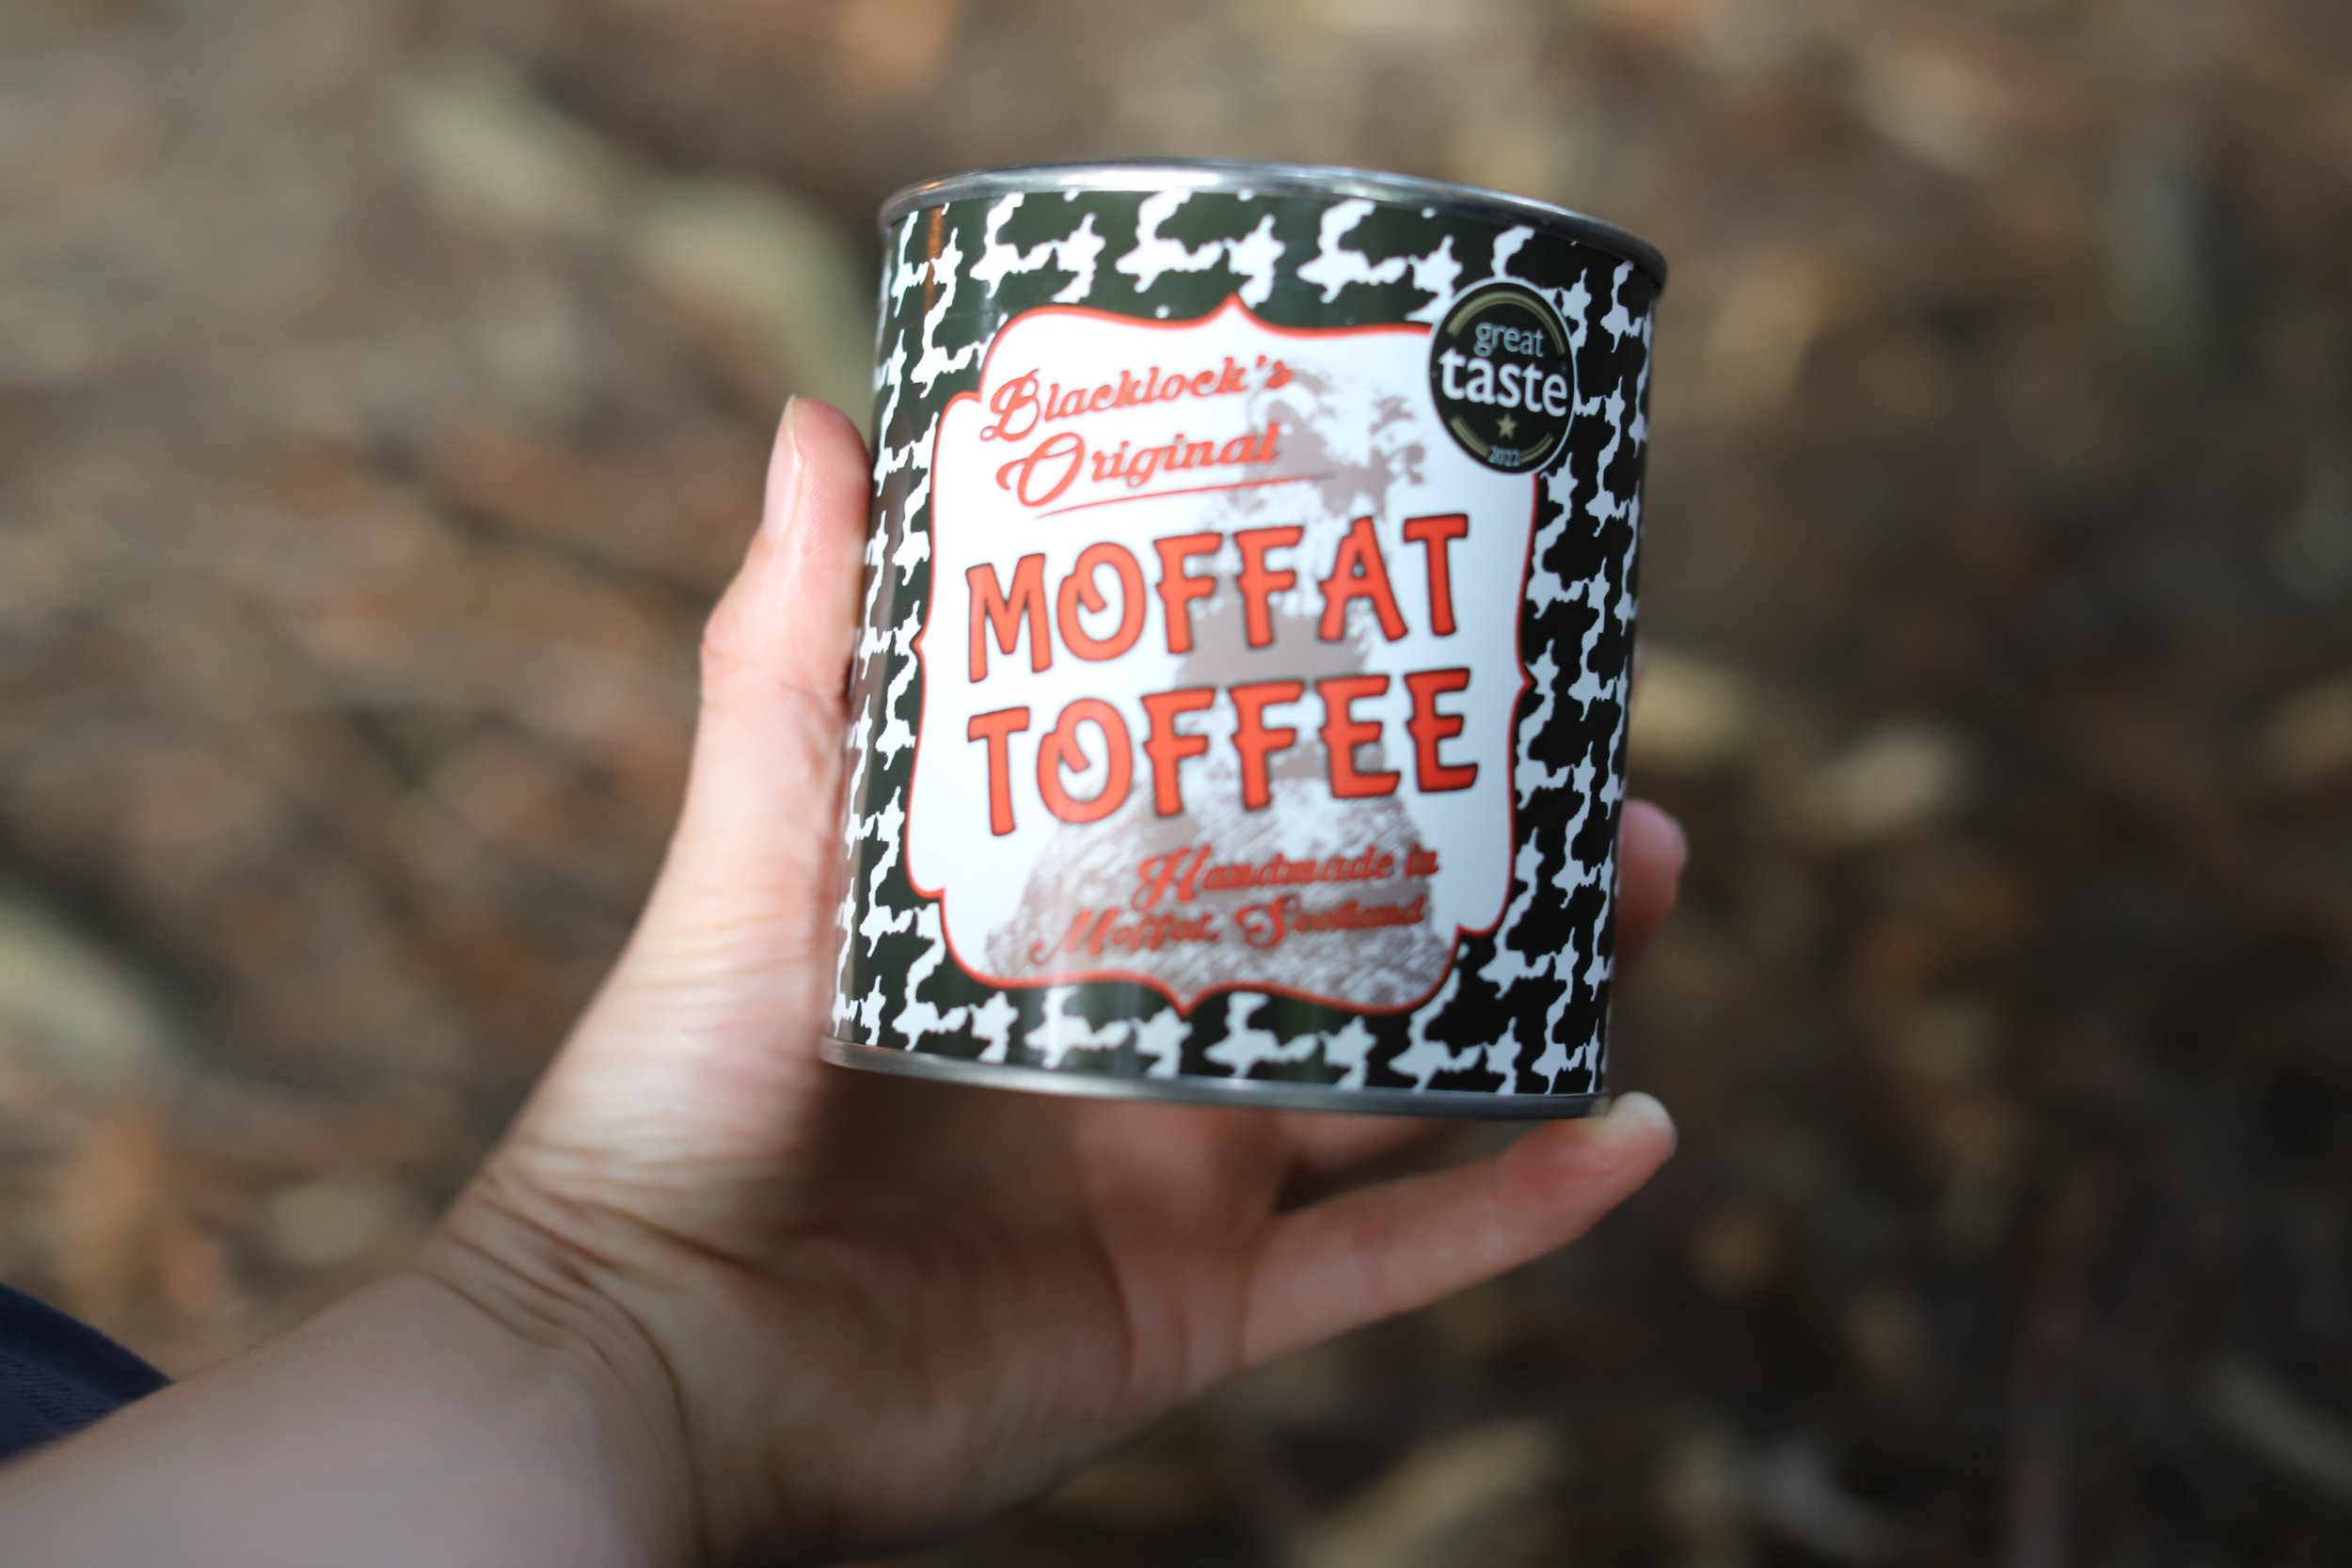 Blacklock's
Original
MOFFAT
TOFFEE
Handmade in
Moffat, Scotland
great
taste
2022